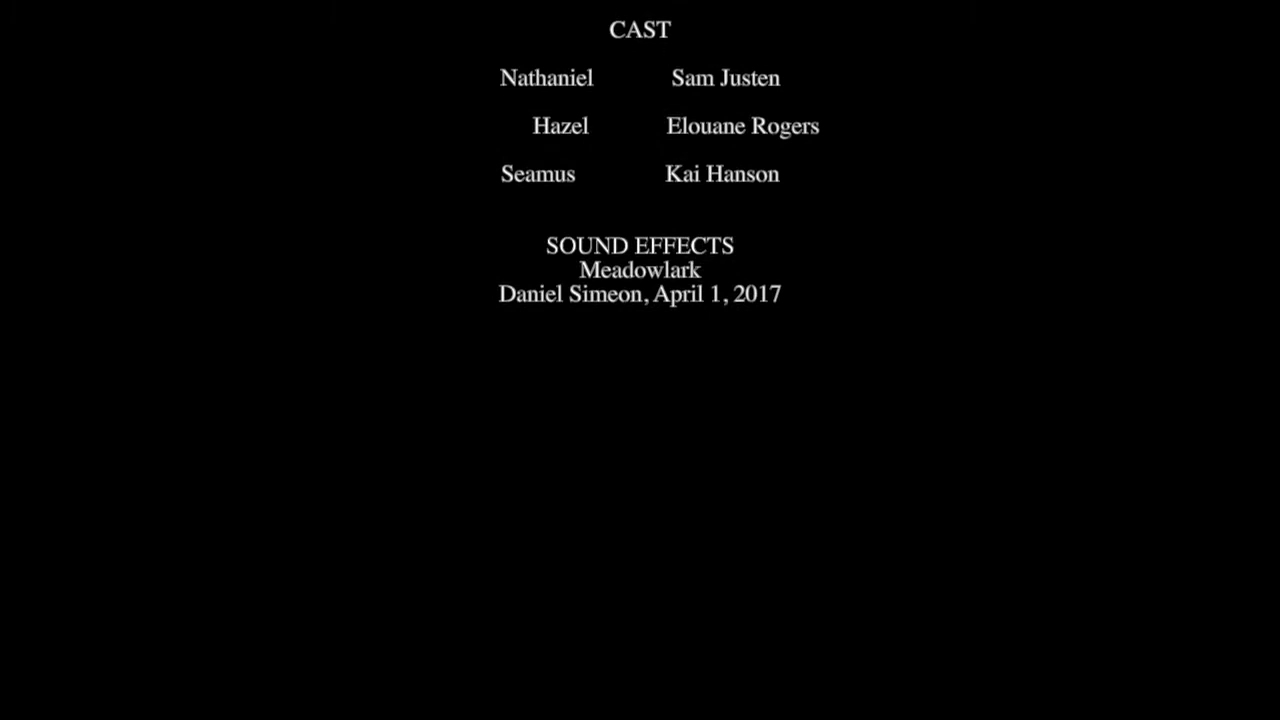 CAST
Nathaniel Sam Justen
Hazel Elouane Rogers
Seamus Kai Hanson
SOUND EFFECTS
Meadowlark
Daniel Simeon, April 1, 2017